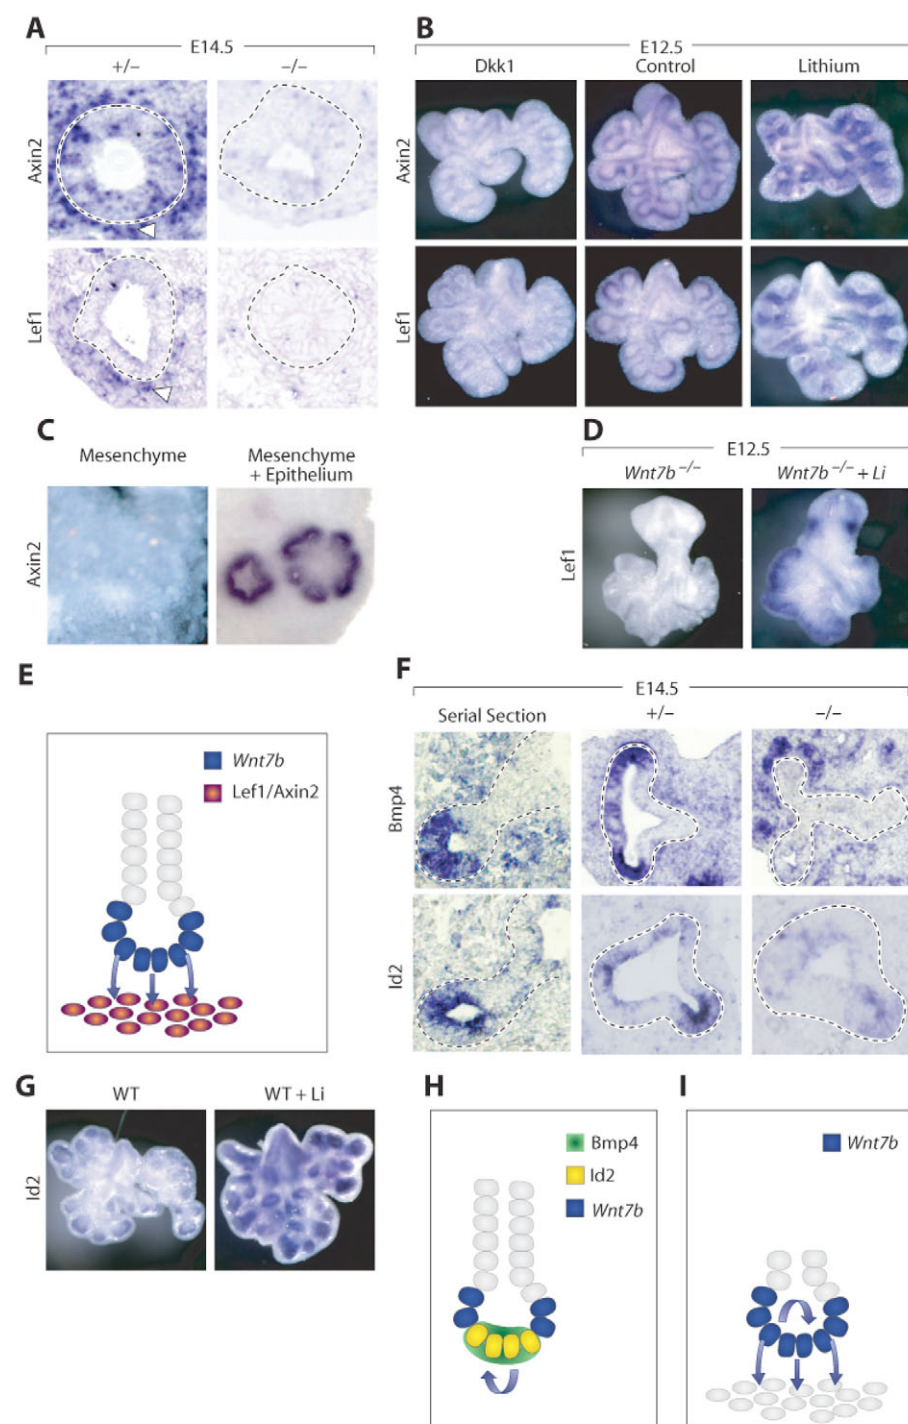 A
E14.5
+/−
−/−
Axin2
Lef1
B
E12.5
Dkk1
Control
Lithium
Axin2
Lef1
C
Mesenchyme
Mesenchyme
+ Epithelium
Axin2
D
E12.5
Wnt7b −/−
Wnt7b −/− + Li
Lef1
E
Wnt7b
Lef1/Axin2
F
E14.5
Serial Section
+/−
−/−
Bmp4
Id2
G
WT
WT + Li
Id2
H
Bmp4
Id2
Wnt7b
I
Wnt7b